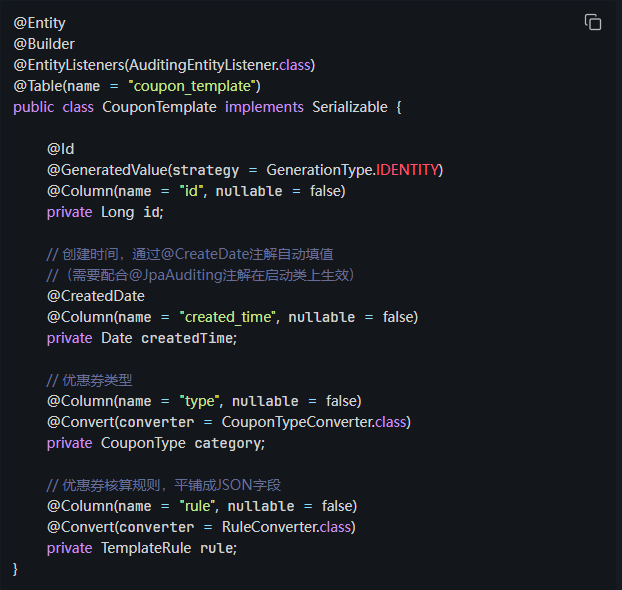 @Entity
@Builder
@EntityListeners(AuditingEntityListener.class)
@Table(name = "coupon_template")
public class CouponTemplate implements Serializable {
@Id
@GeneratedValue(strategy = GenerationType.IDENTITY)
@Column(name = "id", nullable = false)
private Long id;
// 创建时间，通过@CreateDate注解自动填值
//（需要配合@JpaAuditing注解在启动类上生效）
@CreatedDate
@Column(name = "created_time", nullable = false)
private Date createdTime;
// 优惠券类型
@Column(name = "type", nullable = false)
@Convert(converter = CouponTypeConverter.class)
private CouponType category;
// 优惠券核算规则，平铺成JSON字段
@Column(name = "rule", nullable = false)
@Convert(converter = RuleConverter.class)
private TemplateRule rule;
}